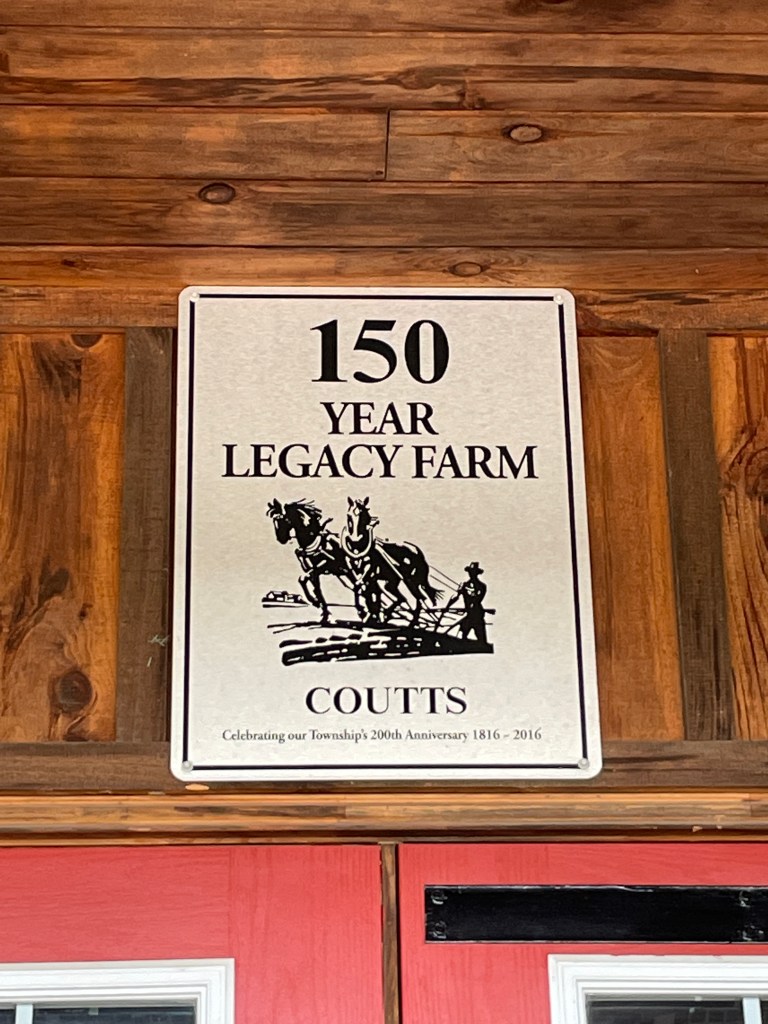 150
YEAR
LEGACY FARM
COUTTS
Celebrating our Township's 200th Anniversary 1816 - 2016